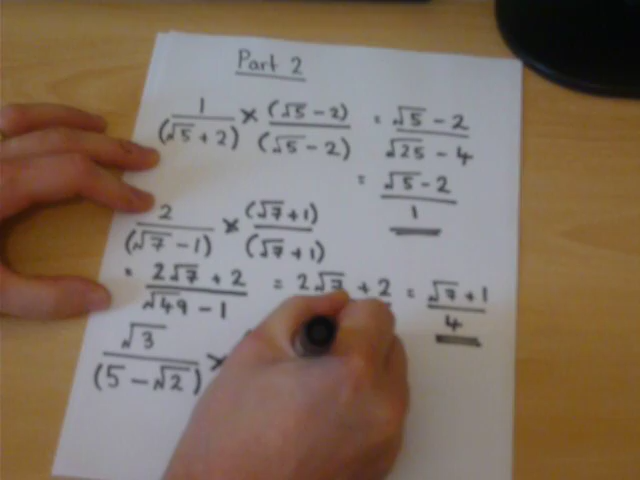 Part 2
1/(√5 + 2) × (√5 - 2)/(√5 - 2) = (√5 - 2)/(√25 - 4)
= (√5 - 2)/1
2/(√7 - 1) × (√7 + 1)/(√7 + 1)
= (2√7 + 2)/(√49 - 1) = 2√7 + 2 = (√7 + 1)/4
√3/(5 - √2) ×